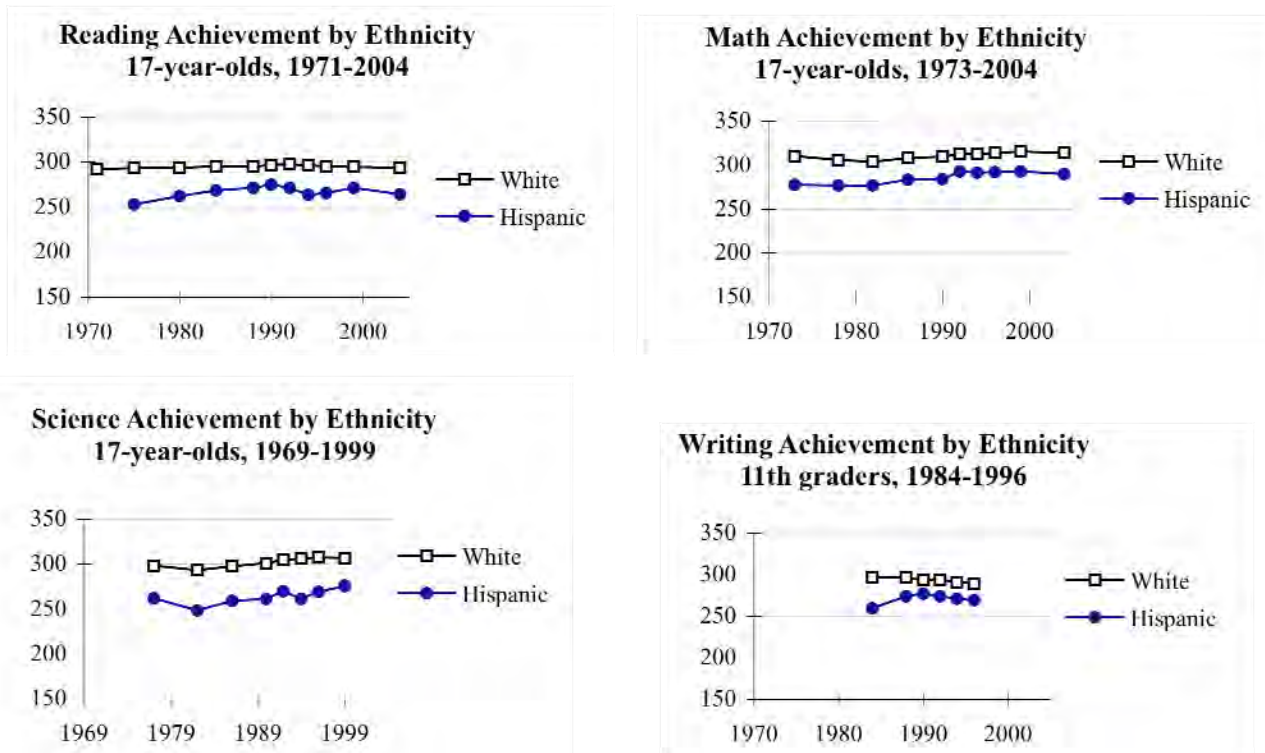 Reading Achievement by Ethnicity
17-year-olds, 1971-2004
350
300
250
200
150
1970 1980 1990 2000
White
Hispanic
Math Achievement by Ethnicity
17-year-olds, 1973-2004
350
300
250
200
150
1970 1980 1990 2000
White
Hispanic
Science Achievement by Ethnicity
17-year-olds, 1969-1999
350
300
250
200
150
1969 1979 1989 1999
White
Hispanic
Writing Achievement by Ethnicity
11th graders, 1984-1996
350
300
250
200
150
1970 1980 1990 2000
White
Hispanic